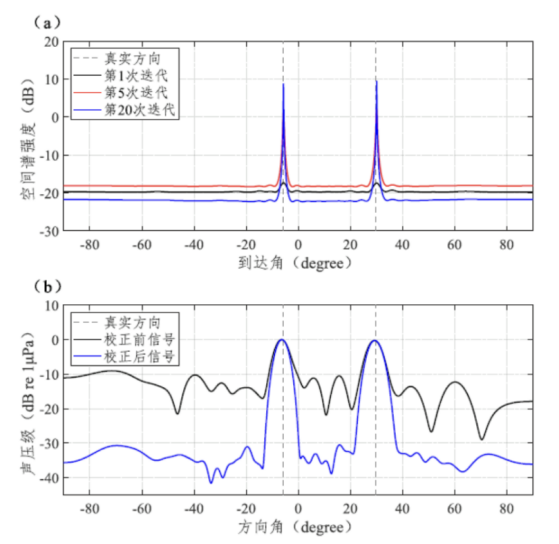 (a)
20
10
0
-10
-20
-30
空间谱强度（dB）
真实方向
第1次迭代
第5次迭代
第20次迭代
-80 -60 -40 -20 0 20 40 60 80
到达角（degree）
(b)
10
0
-10
-20
-30
-40
声压级（dB re 1μPa）
真实方向
校正前信号
校正后信号
-80 -60 -40 -20 0 20 40 60 80
方向角（degree）